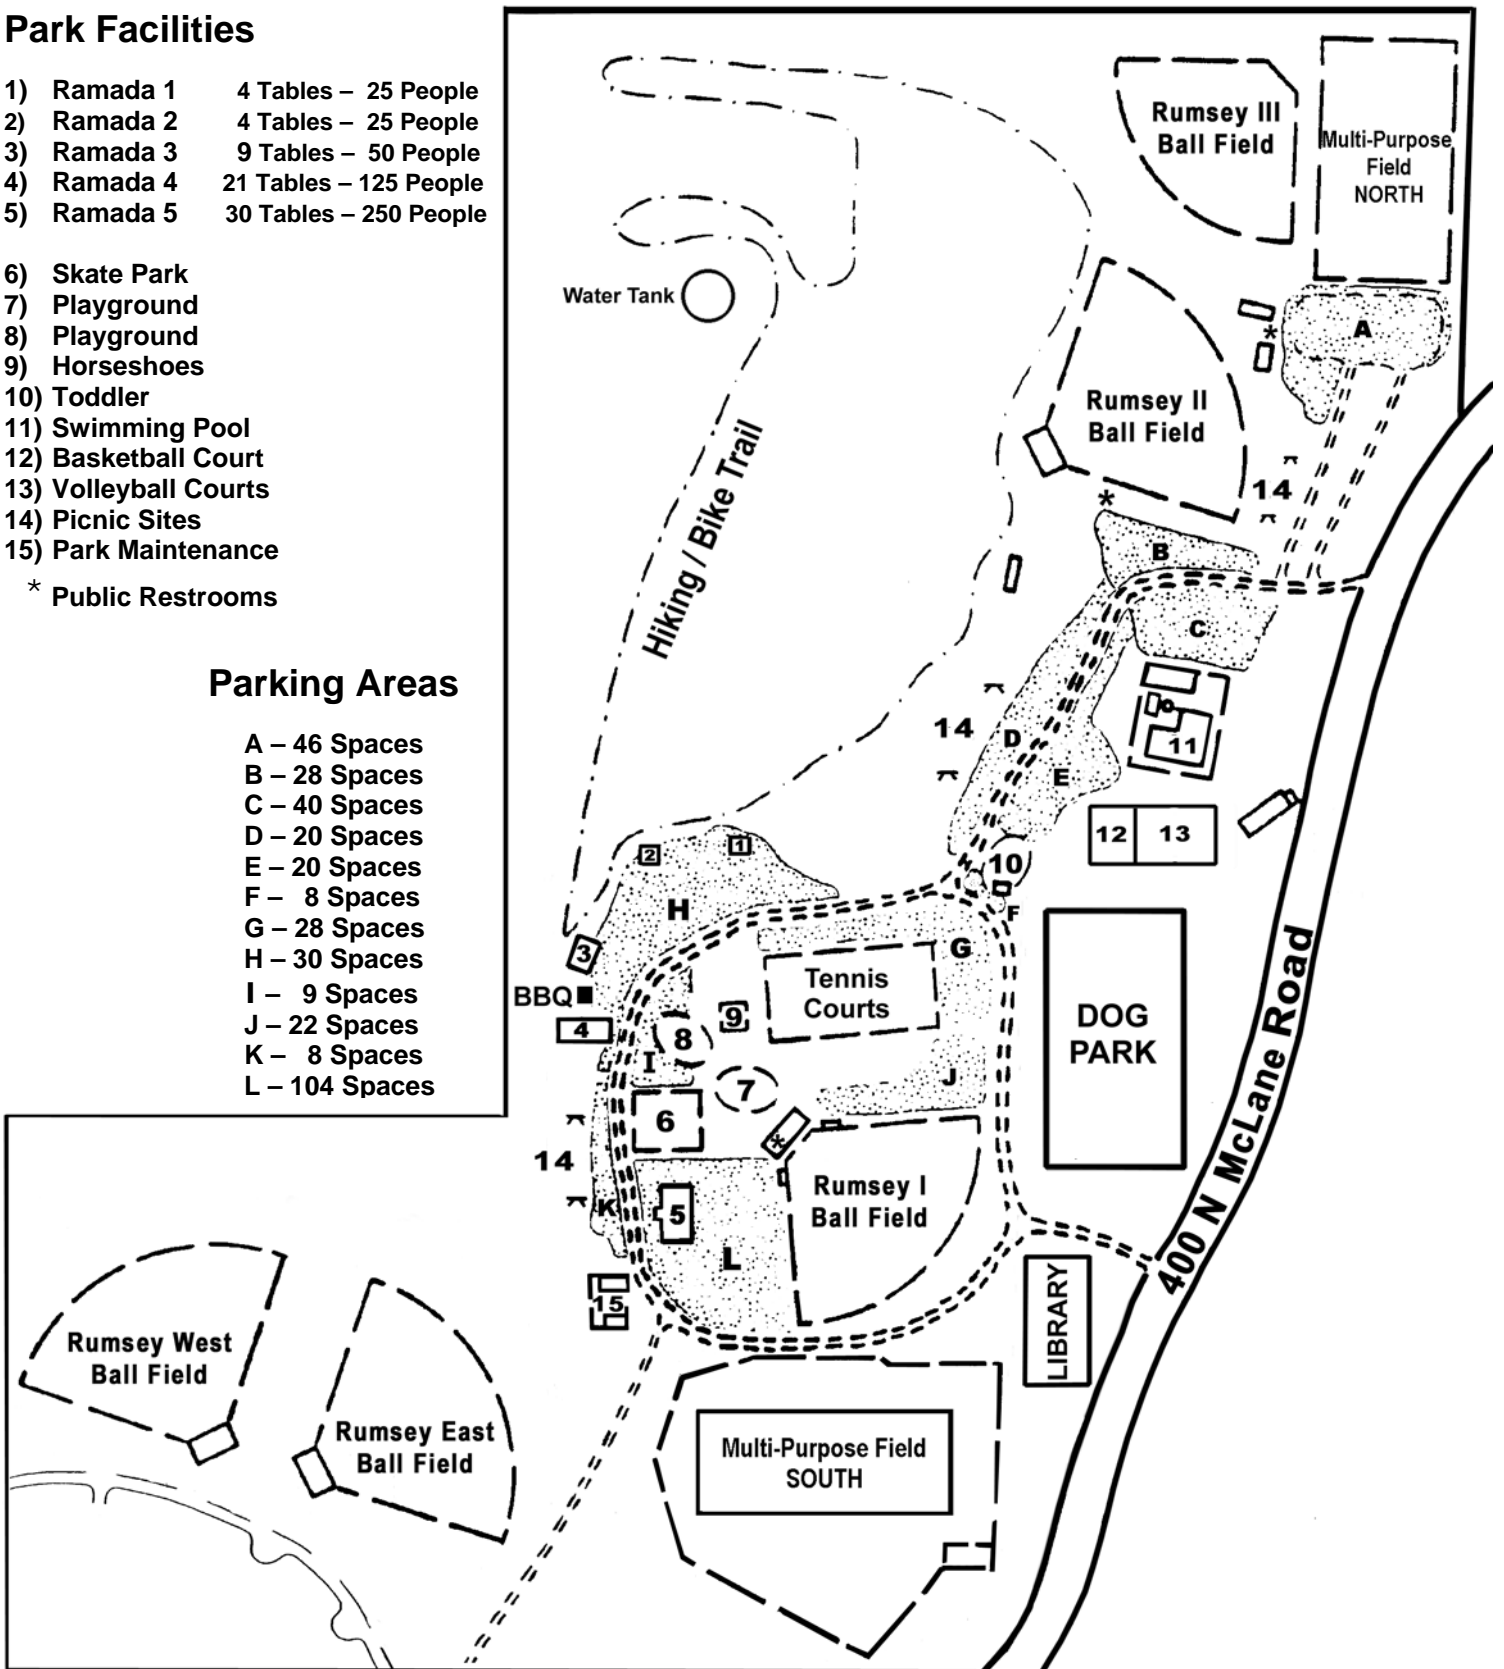 Park Facilities
1) Ramada 1 4 Tables – 25 People
2) Ramada 2 4 Tables – 25 People
3) Ramada 3 9 Tables – 50 People
4) Ramada 4 21 Tables – 125 People
5) Ramada 5 30 Tables – 250 People
6) Skate Park
7) Playground
8) Playground
9) Horseshoes
10) Toddler
11) Swimming Pool
12) Basketball Court
13) Volleyball Courts
14) Picnic Sites
15) Park Maintenance
* Public Restrooms
Parking Areas
A – 46 Spaces
B – 28 Spaces
C – 40 Spaces
D – 20 Spaces
E – 20 Spaces
F – 8 Spaces
G – 28 Spaces
H – 30 Spaces
I – 9 Spaces
J – 22 Spaces
K – 8 Spaces
L – 104 Spaces
Rumsey III
Ball Field
Multi-Purpose
Field
NORTH
Water Tank
*
A
Rumsey II
Ball Field
Hiking / Bike Trail
14
*
B
C
14
D
11
E
12
13
2
1
10
H
F
3
G
Tennis
Courts
BBQ
9
4
8
DOG
PARK
I
J
7
6
*
14
Rumsey I
Ball Field
K
5
L
400 N McLane Road
15
LIBRARY
Rumsey West
Ball Field
Rumsey East
Ball Field
Multi-Purpose Field
SOUTH